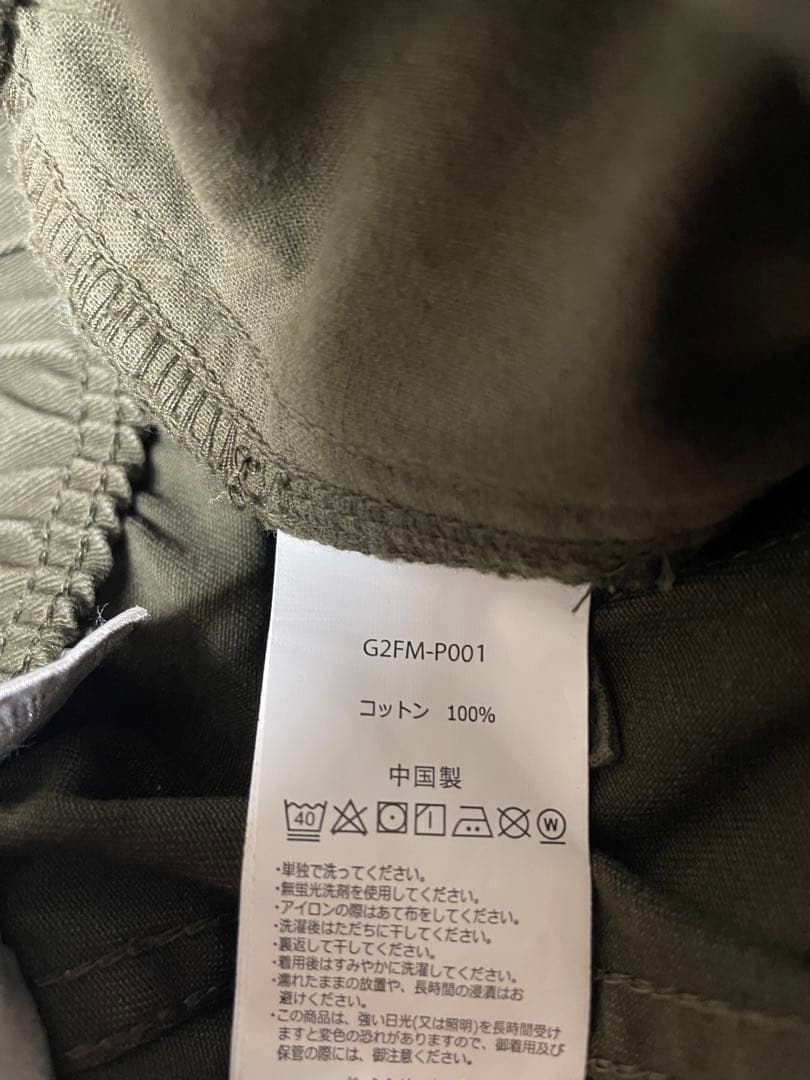 G2FM-P001
コットン 100%
中国製
40 W
・単独で洗ってください。
・無蛍光洗剤を使用してください。
・アイロンの際はあて布をしてください。
・洗濯後はただちに干してください。
・裏返して干してください。
・着用後はすみやかに洗濯してください。
・濡れたままの放置や、長時間の浸漬はお
避けください。
・この商品は、強い日光(又は照明)を長時間受け
ますと変色の恐れがありますので、御着用及び
保管の際には、御注意ください。